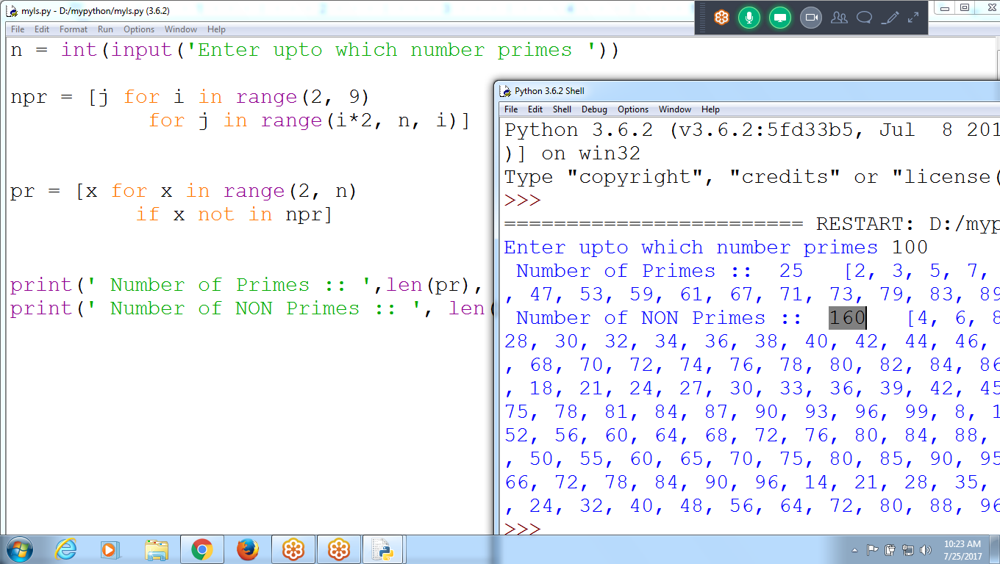 myls.py - D:/mypython/myls.py (3.6.2)
File Edit Format Run Options Window Help
n = int(input('Enter upto which number primes '))
npr = [j for i in range(2, 9)
for j in range(i*2, n, i)]
pr = [x for x in range(2, n)
if x not in npr]
print(' Number of Primes :: ',len(pr),
print(' Number of NON Primes :: ', len(
Python 3.6.2 Shell
File Edit Shell Debug Options Window Help
Python 3.6.2 (v3.6.2:5fd33b5, Jul 8 201
)] on win32
Type "copyright", "credits" or "license(
>>>
======================== RESTART: D:/myp
Enter upto which number primes 100
Number of Primes :: 25 [2, 3, 5, 7,
, 47, 53, 59, 61, 67, 71, 73, 79, 83, 89
Number of NON Primes :: 160 [4, 6, 8
28, 30, 32, 34, 36, 38, 40, 42, 44, 46,
, 68, 70, 72, 74, 76, 78, 80, 82, 84, 86
, 18, 21, 24, 27, 30, 33, 36, 39, 42, 45
75, 78, 81, 84, 87, 90, 93, 96, 99, 8, 1
52, 56, 60, 64, 68, 72, 76, 80, 84, 88,
, 50, 55, 60, 65, 70, 75, 80, 85, 90, 95
66, 72, 78, 84, 90, 96, 14, 21, 28, 35,
, 24, 32, 40, 48, 56, 64, 72, 80, 88, 96
>>>
10:23 AM
7/25/2017